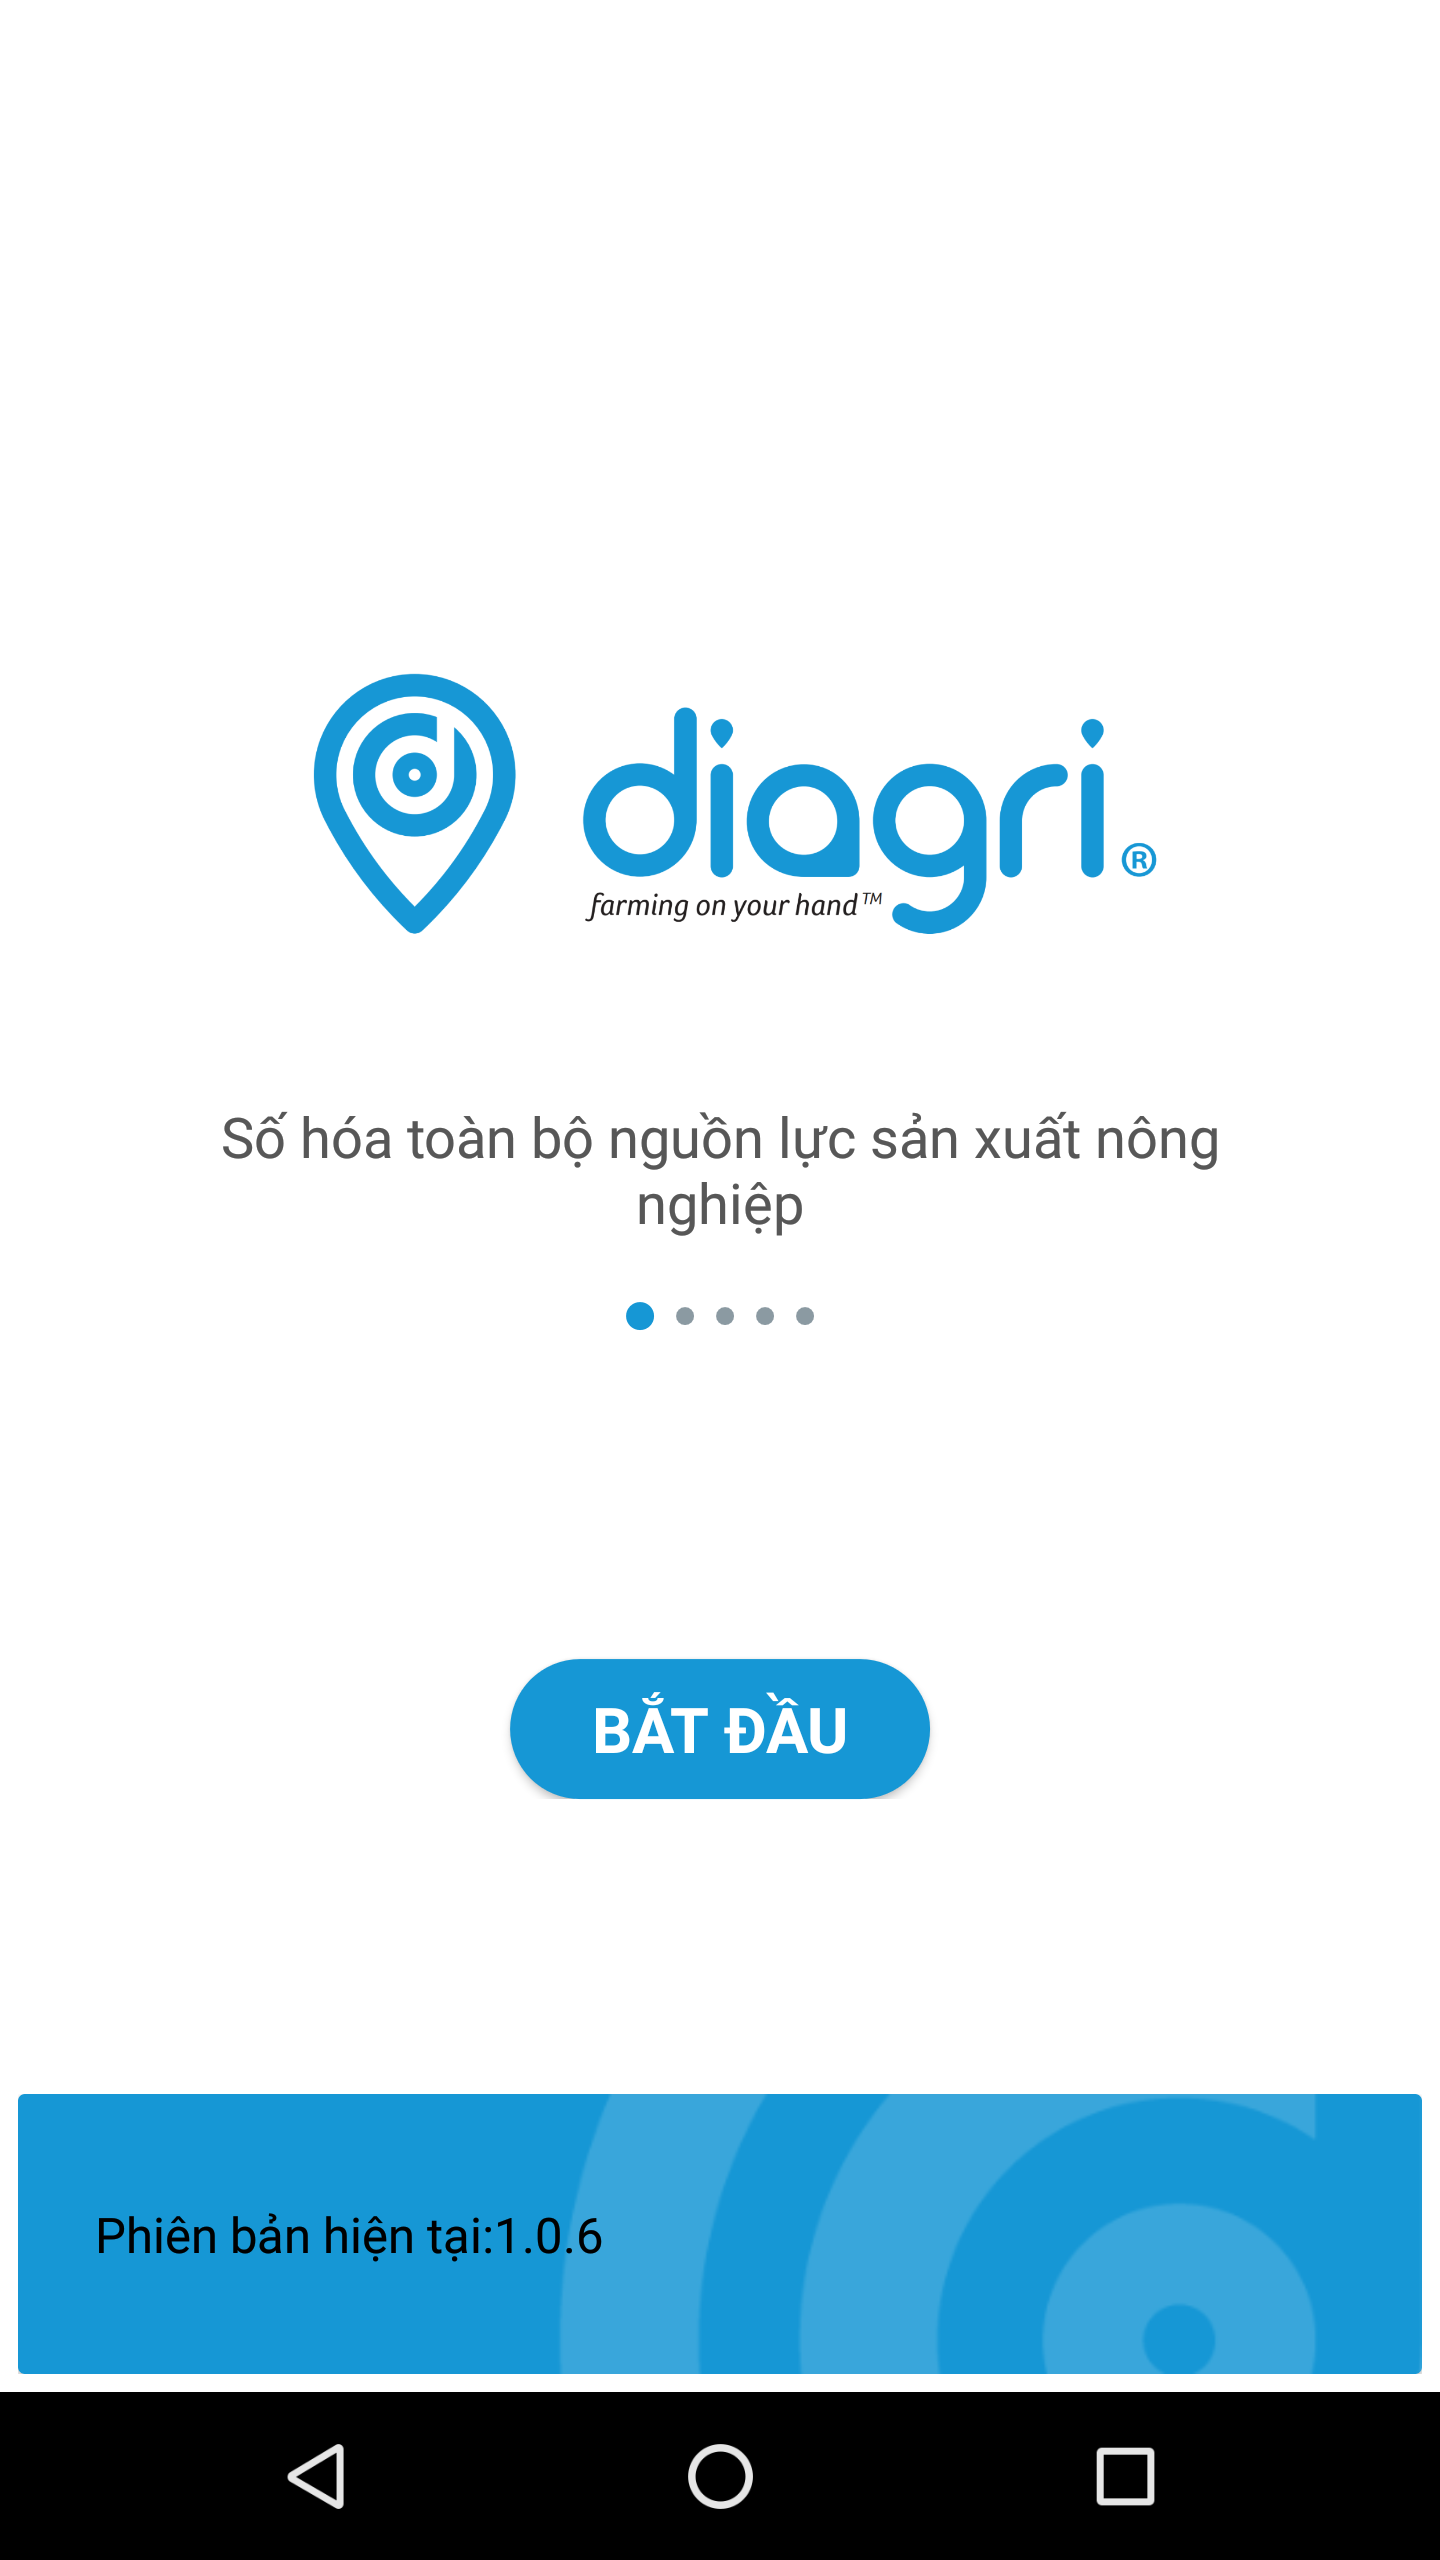 diagri®
farming on your hand™
Số hóa toàn bộ nguồn lực sản xuất nông
nghiệp
BẮT ĐẦU
Phiên bản hiện tại:1.0.6